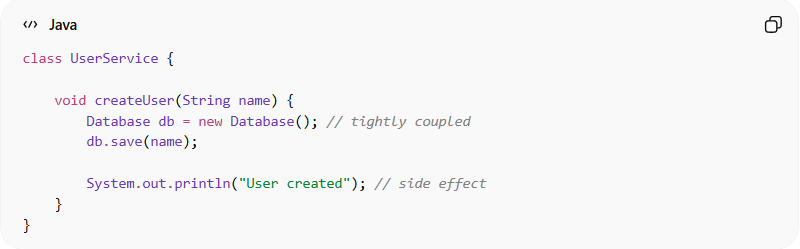 </> Java
class UserService {
void createUser(String name) {
Database db = new Database(); // tightly coupled
db.save(name);
System.out.println("User created"); // side effect
}
}